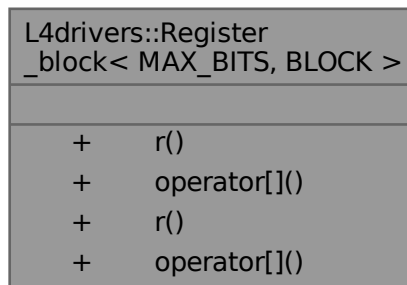 L4drivers::Register
_block< MAX_BITS, BLOCK >
+ r()
+ operator[]()
+ r()
+ operator[]()